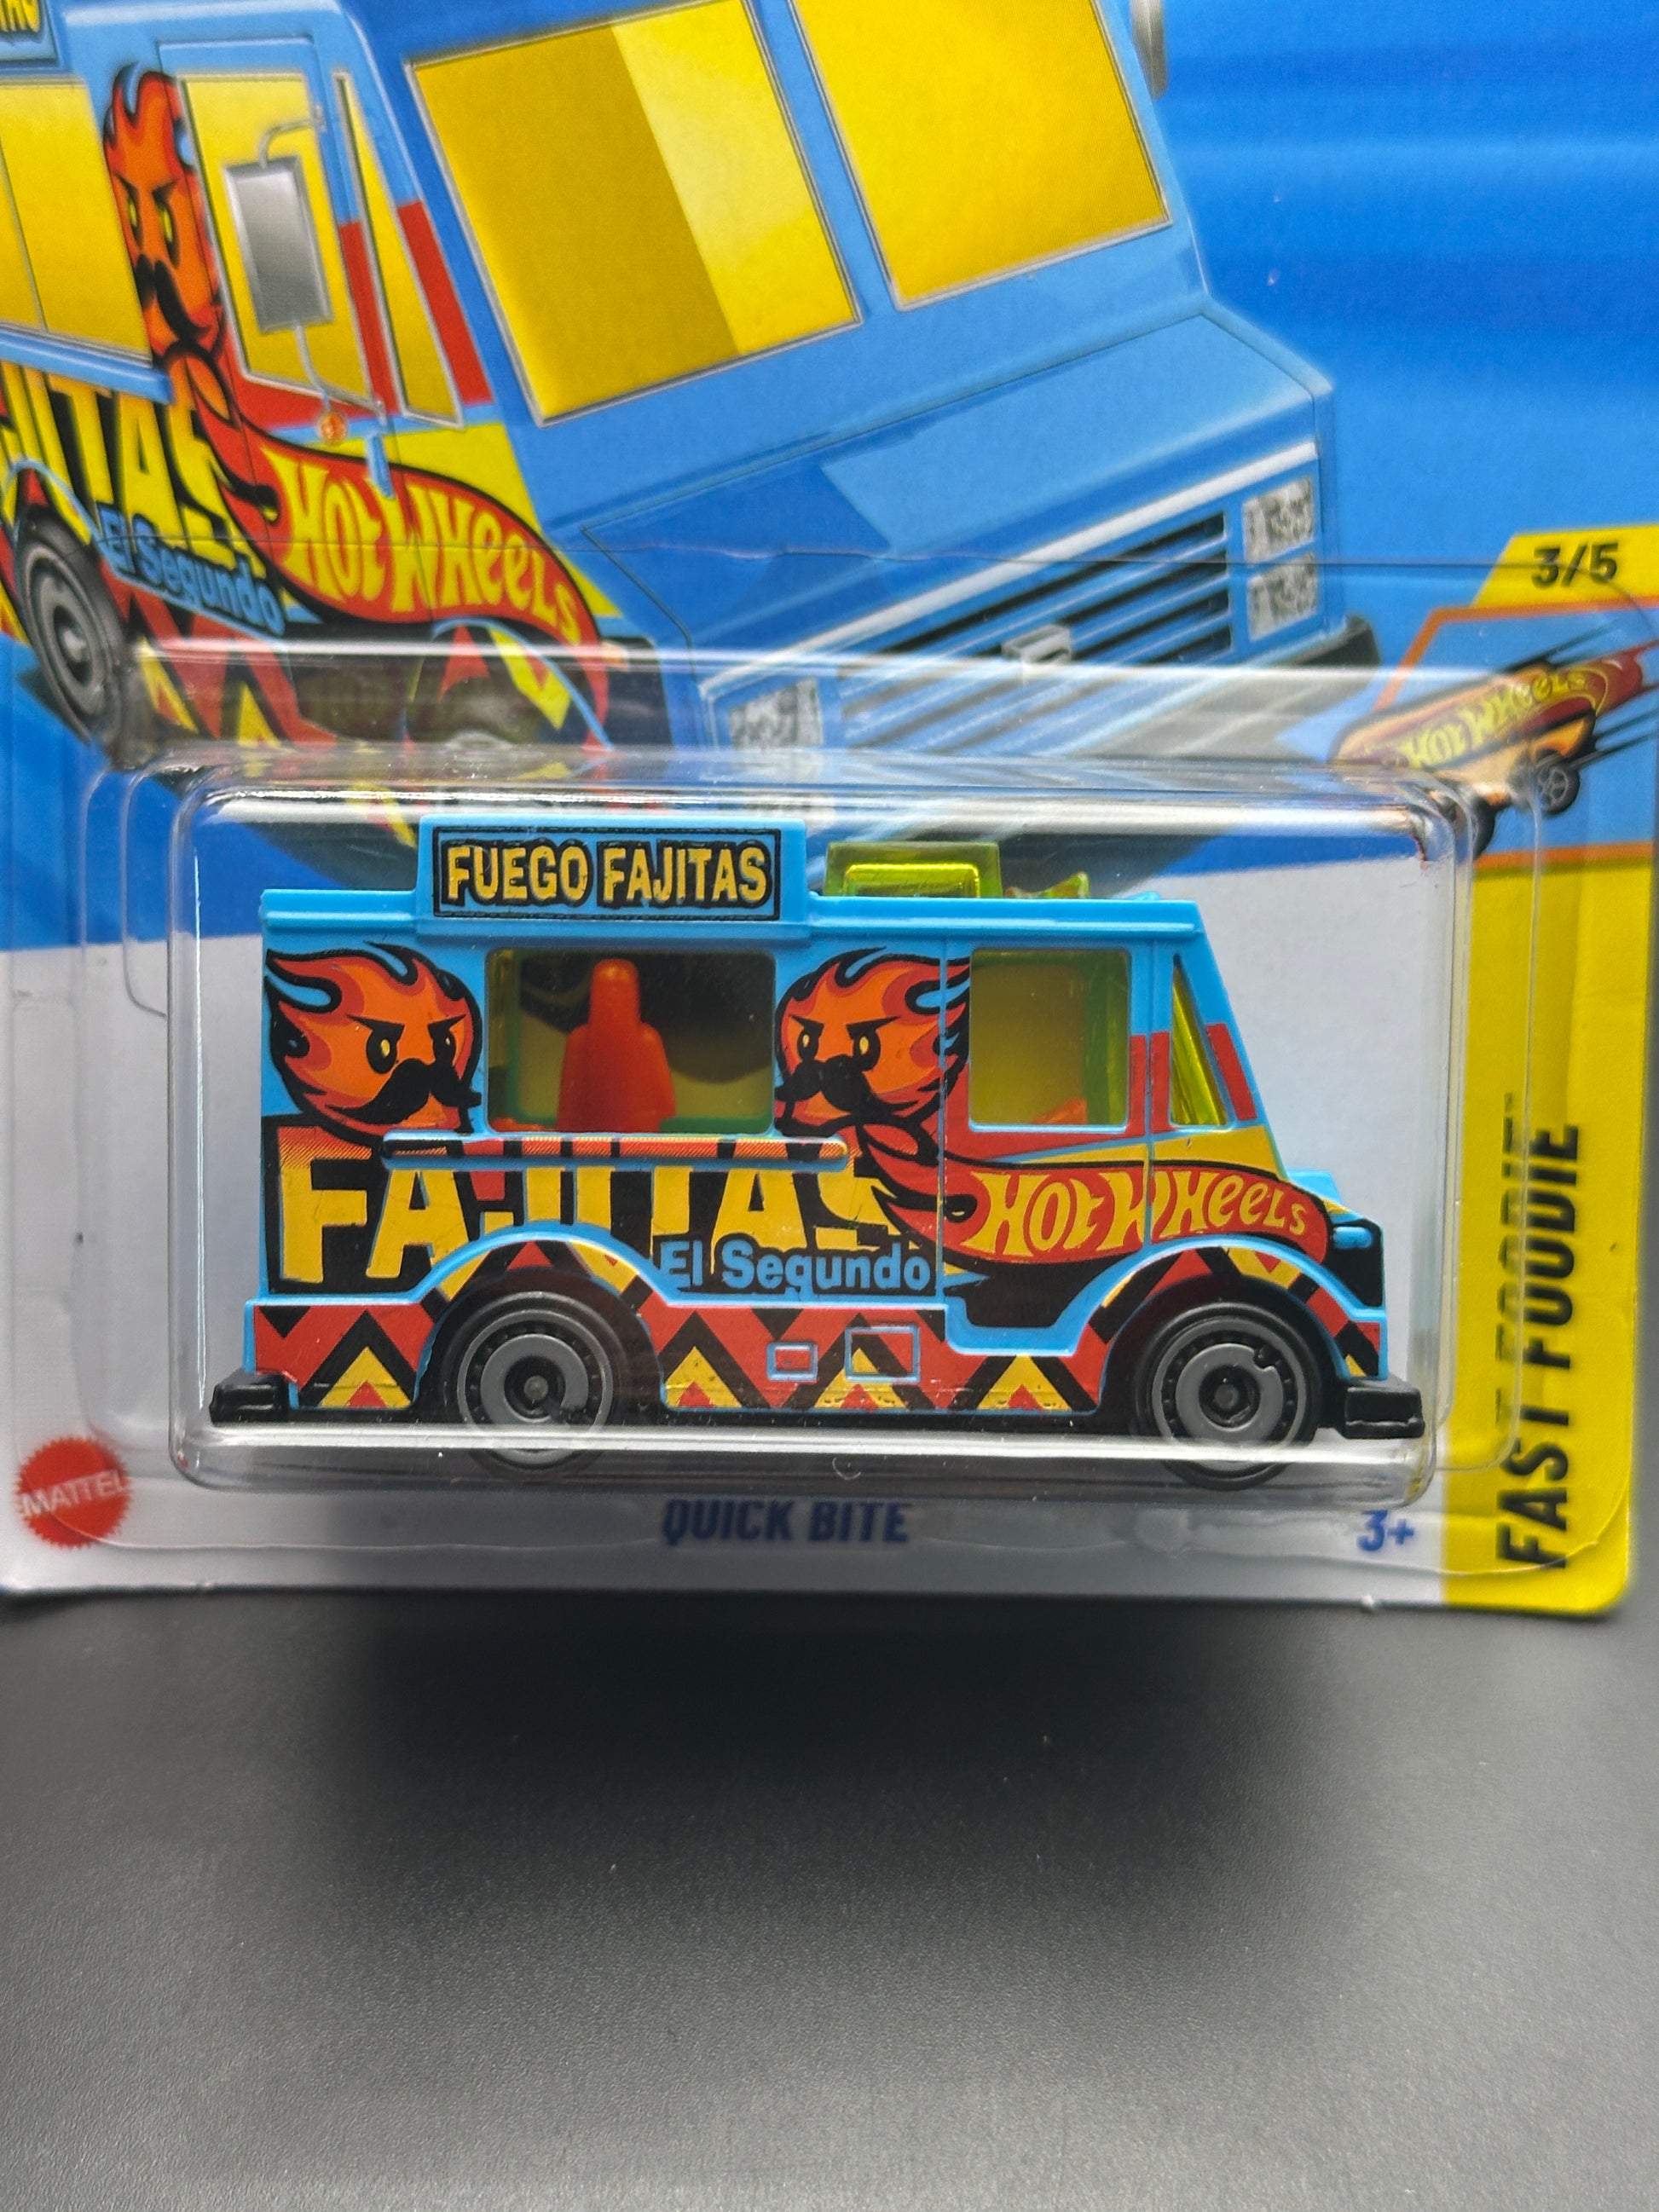 FAJITAS
El Segundo
HOT WHEELS
3/5
HOT WHEELS
FUEGO FAJITAS
FAJITAS
El Segundo
HOT WHEELS
FAST FOODIE™
MATTEL
QUICK BITE
3+